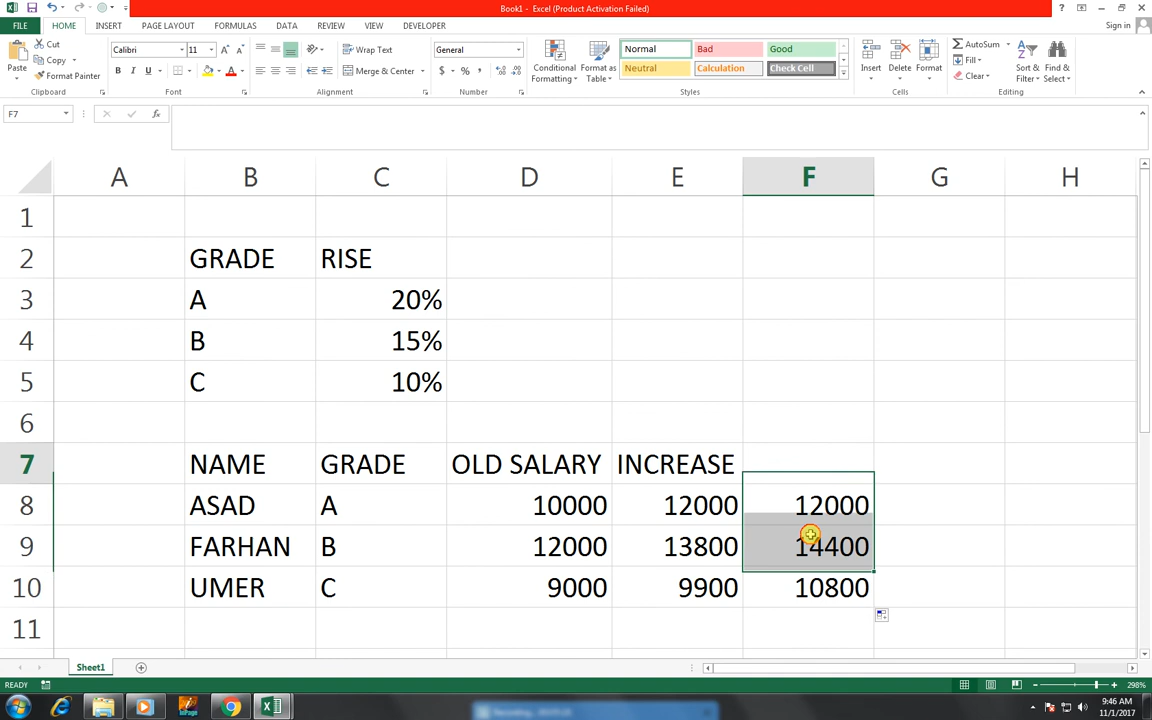 Book1 - Excel (Product Activation Failed)
Sign in
FILE HOME INSERT PAGE LAYOUT FORMULAS DATA REVIEW VIEW DEVELOPER
Paste
Cut
Copy
Format Painter
Clipboard
Calibri 11
B I U
Font
Wrap Text
Merge & Center
Alignment
General
$ % ,
Number
Conditional Formatting
Format as Table
Normal Bad Good
Neutral Calculation Check Cell
Styles
Insert Delete Format
Cells
AutoSum
Fill
Clear
Sort & Filter
Find & Select
Editing
F7
fx
A B C D E F G H
1
2 GRADE RISE
3 A 20%
4 B 15%
5 C 10%
6
7 NAME GRADE OLD SALARY INCREASE
8 ASAD A 10000 12000 12000
9 FARHAN B 12000 13800 14400
10 UMER C 9000 9900 10800
11
Sheet1
READY
298%
InPage
9:46 AM
11/1/2017